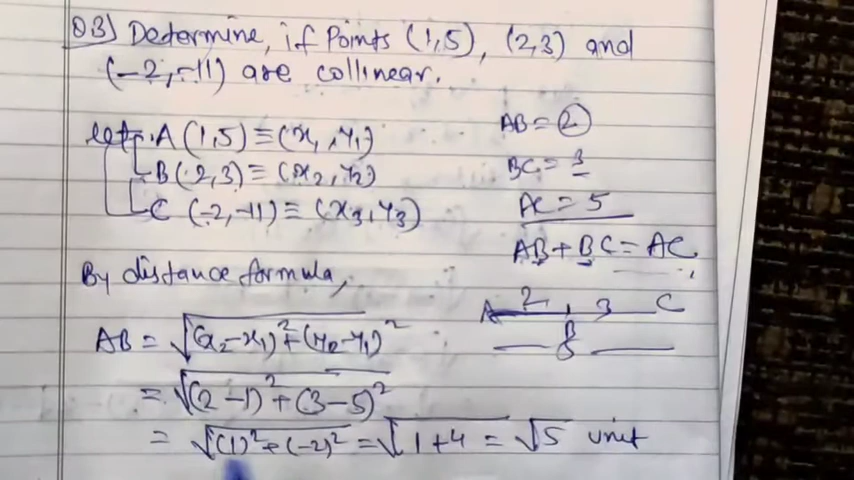 Q3) Determine, if Points (1,5), (2,3) and
(-2,-11) are collinear.
let A (1,5) ≡ (x1, y1)
B (2,3) ≡ (x2, y2)
C (-2,-11) ≡ (x3, y3)
By distance formula,
AB = √(x2-x1)² + (y2-y1)²
= √(2-1)² + (3-5)²
= √(1)² + (-2)² = √1+4 = √5 unit
AB = 2
BC = 3
AC = 5
AB + BC = AC
A 2 3 C
B